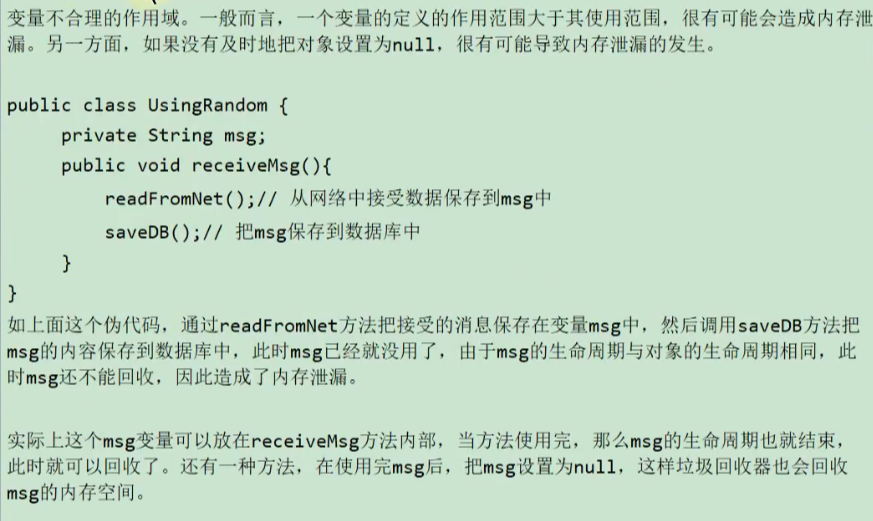 变量不合理的作用域。一般而言，一个变量的定义的作用范围大于其使用范围，很有可能会造成内存泄
漏。另一方面，如果没有及时地把对象设置为null，很有可能导致内存泄漏的发生。
public class UsingRandom {
private String msg;
public void receiveMsg(){
readFromNet();// 从网络中接受数据保存到msg中
saveDB();// 把msg保存到数据库中
}
}
如上面这个伪代码，通过readFromNet方法把接受的消息保存在变量msg中，然后调用saveDB方法把
msg的内容保存到数据库中，此时msg已经就没用了，由于msg的生命周期与对象的生命周期相同，此
时msg还不能回收，因此造成了内存泄漏。
实际上这个msg变量可以放在receiveMsg方法内部，当方法使用完，那么msg的生命周期也就结束，
此时就可以回收了。还有一种方法，在使用完msg后，把msg设置为null，这样垃圾回收器也会回收
msg的内存空间。